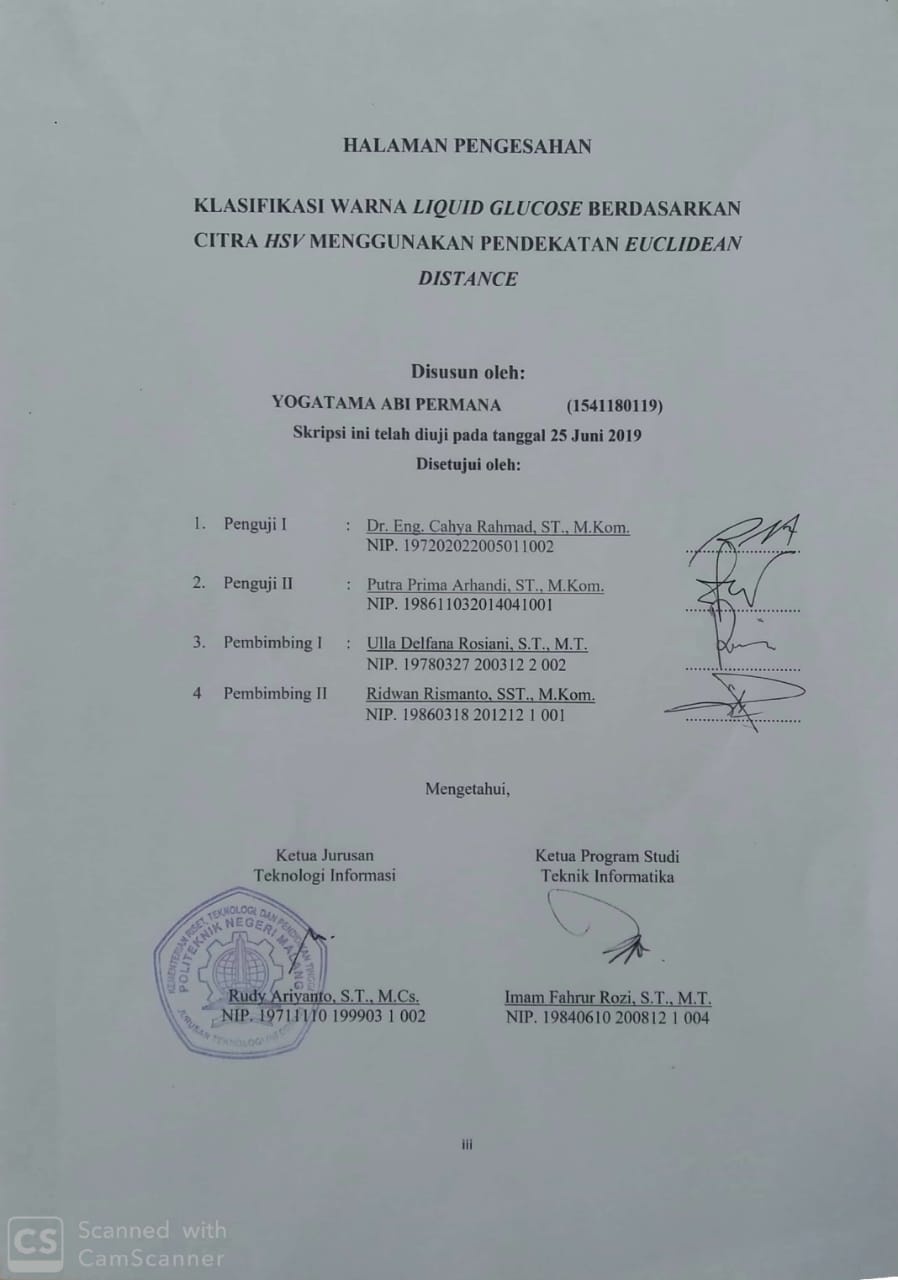 HALAMAN PENGESAHAN
KLASIFIKASI WARNA LIQUID GLUCOSE BERDASARKAN
CITRA HSV MENGGUNAKAN PENDEKATAN EUCLIDEAN
DISTANCE
Disusun oleh:
YOGATAMA ABI PERMANA (1541180119)
Skripsi ini telah diuji pada tanggal 25 Juni 2019
Disetujui oleh:
1. Penguji I : Dr. Eng. Cahya Rahmad, ST., M.Kom.
NIP. 197202022005011002
2. Penguji II : Putra Prima Arhandi, ST., M.Kom.
NIP. 198611032014041001
3. Pembimbing I : Ulla Delfana Rosiani, S.T., M.T.
NIP. 19780327 200312 2 002
4 Pembimbing II Ridwan Rismanto, SST., M.Kom.
NIP. 19860318 201212 1 001
Mengetahui,
Ketua Jurusan
Teknologi Informasi
KEMENTERIAN RISET, TEKNOLOGI, DAN PENDIDIKAN TINGGI
POLITEKNIK NEGERI MALANG
JURUSAN TEKNOLOGI
Rudy Ariyanto, S.T., M.Cs.
NIP. 19711110 199903 1 002
Ketua Program Studi
Teknik Informatika
Imam Fahrur Rozi, S.T., M.T.
NIP. 19840610 200812 1 004
iii
CS Scanned with
CamScanner